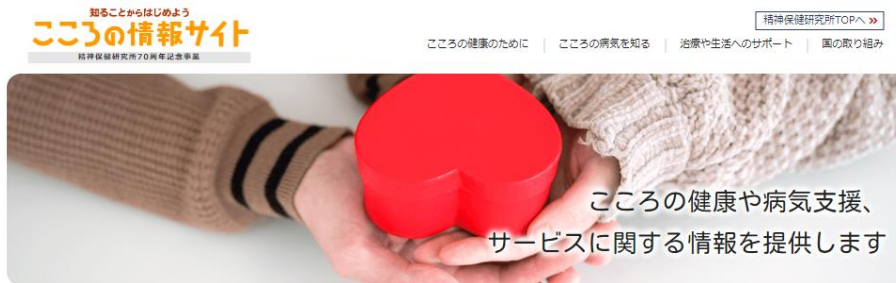 知ることからはじめよう
こころの情報サイト
精神保健研究所70周年記念事業
精神保健研究所TOPへ »
こころの健康のために | こころの病気を知る | 治療や生活へのサポート | 国の取り組み
こころの健康や病気支援、
サービスに関する情報を提供します